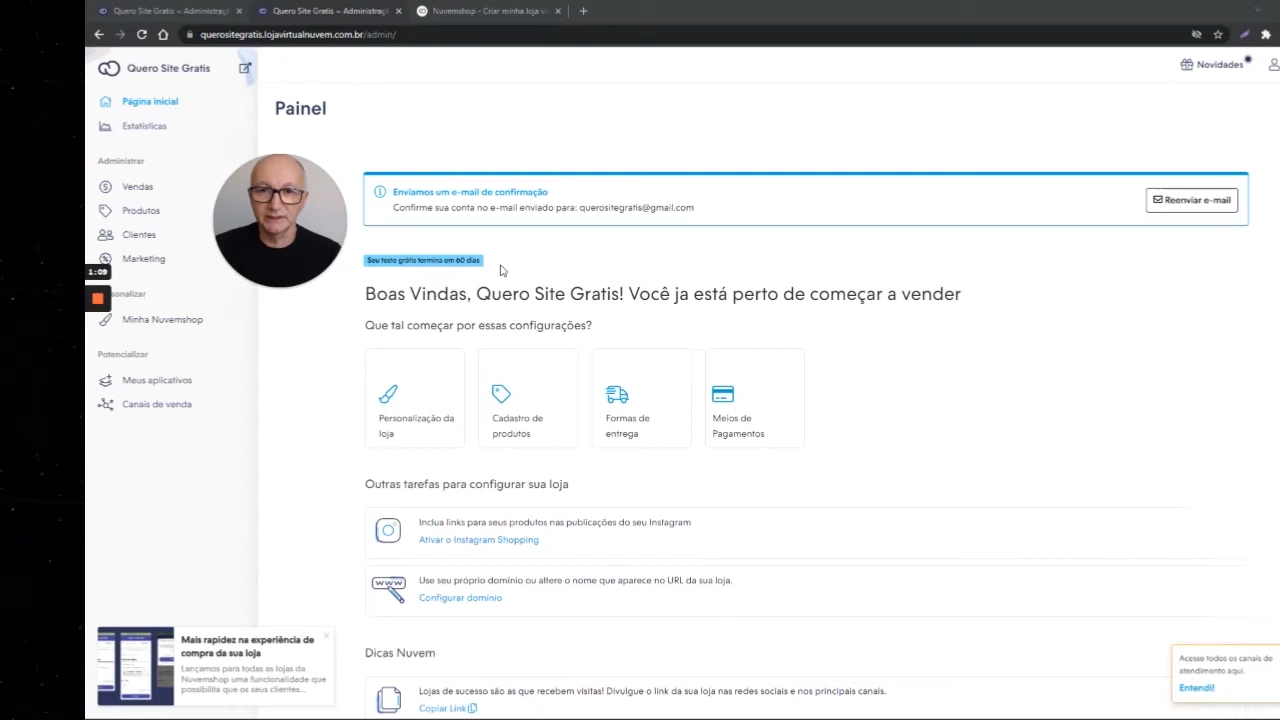 Quero Site Gratis – Administraçã
Quero Site Gratis – Administraçã
Nuvemshop - Criar minha loja v
querositegratis.lojavirtualnuvem.com.br/admin/
Quero Site Gratis
Novidades
Página inicial
Estatísticas
Administrar
Vendas
Produtos
Clientes
Marketing
1:09
sonalizar
Minha Nuvemshop
Potencializar
Meus aplicativos
Canais de venda
Painel
Enviamos um e-mail de confirmação
Confirme sua conta no e-mail enviado para: querositegratis@gmail.com
Reenviar e-mail
Seu teste grátis termina em 60 dias
Boas Vindas, Quero Site Gratis! Você ja está perto de começar a vender
Que tal começar por essas configurações?
Personalização da
loja
Cadastro de
produtos
Formas de
entrega
Meios de
Pagamentos
Outras tarefas para configurar sua loja
Inclua links para seus produtos nas publicações do seu Instagram
Ativar o Instagram Shopping
www
Use seu próprio domínio ou altere o nome que aparece no URL da sua loja.
Configurar domínio
Dicas Nuvem
Lojas de sucesso são as que recebem visitas! Divulgue o link da sua loja nas redes sociais e nos principais canais.
Copiar Link
Mais rapidez na experiência de
compra da sua loja
Lançamos para todas as lojas da
Nuvemshop uma funcionalidade que
possibilita que os seus clientes...
Acesse todos os canais de
atendimento aqui.
Entendi!